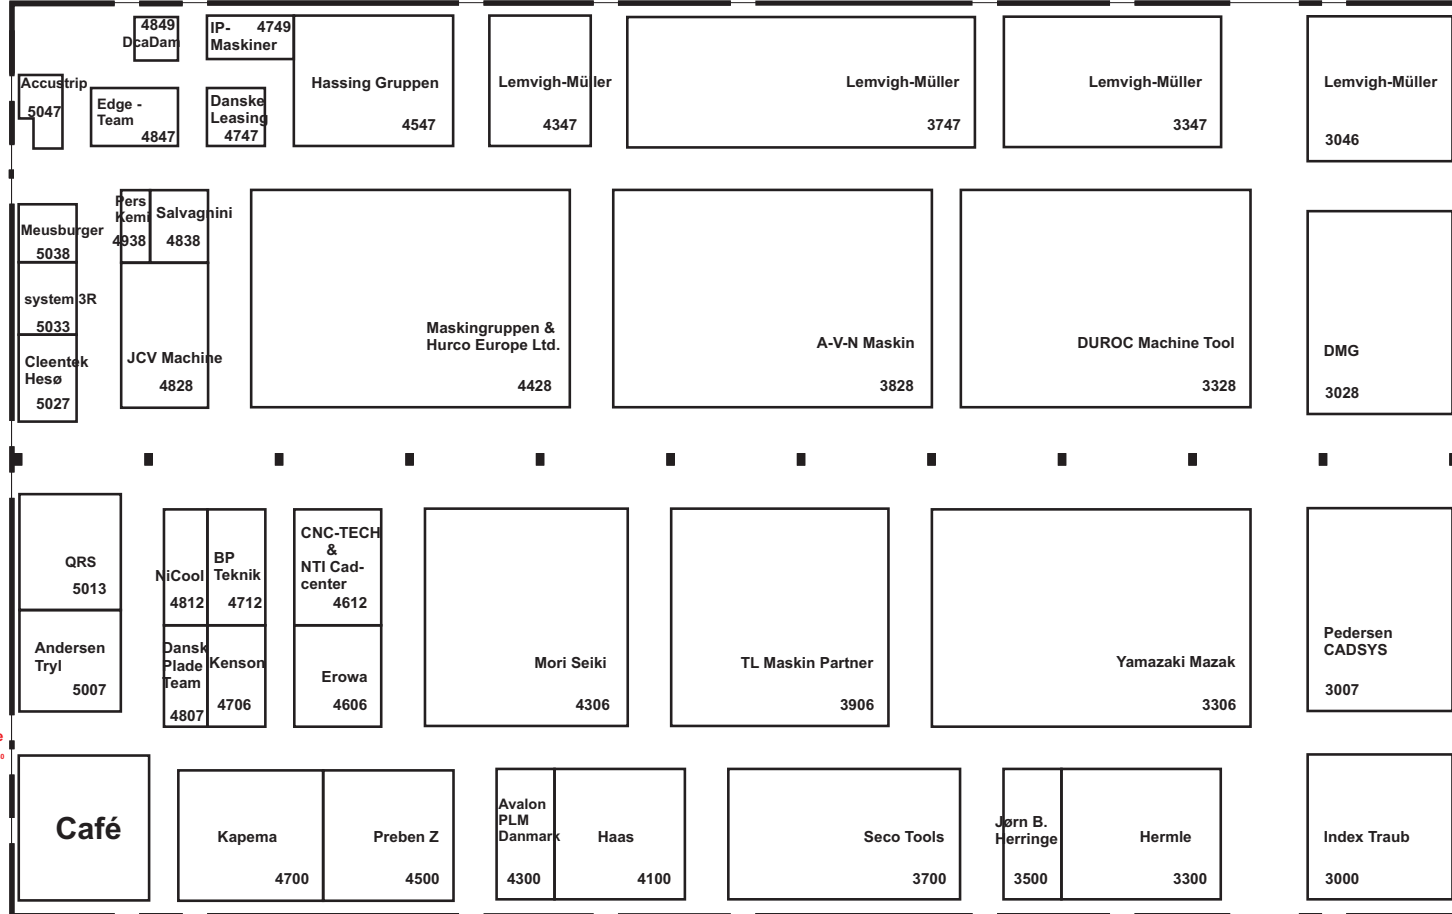 4849
DcaDam
IP- 4749
Maskiner
Hassing Gruppen
4547
Lemvigh-Müller
4347
Lemvigh-Müller
3747
Lemvigh-Müller
3347
Lemvigh-Müller
3046
Accustrip
5047
Edge -
Team
4847
Danske
Leasing
4747
Meusburger
5038
system 3R
5033
Cleentek
Hesø
5027
Pers
Kemi
4938
Salvagnini
4838
JCV Machine
4828
Maskingruppen &
Hurco Europe Ltd.
4428
A-V-N Maskin
3828
DUROC Machine Tool
3328
DMG
3028
QRS
5013
Andersen
Tryl
5007
NiCool
4812
BP
Teknik
4712
Dansk
Plade
Team
4807
Kenson
4706
CNC-TECH
&
NTI Cad-
center
4612
Erowa
4606
Mori Seiki
4306
TL Maskin Partner
3906
Yamazaki Mazak
3306
Pedersen
CADSYS
3007
Café
Kapema
4700
Preben Z
4500
Avalon
PLM
Danmark
4300
Haas
4100
Seco Tools
3700
Jørn B.
Herringe
3500
Hermle
3300
Index Traub
3000